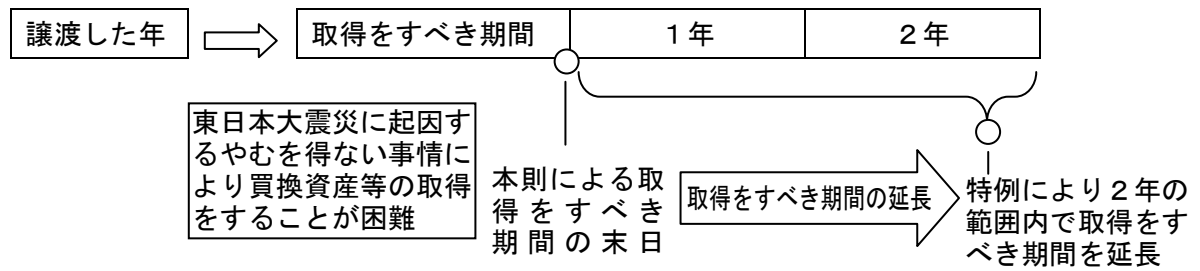 譲渡した年
取得をすべき期間
1年
2年
東日本大震災に起因す
るやむを得ない事情に
より買換資産等の取得
をすることが困難
本則による取
得をすべき
期間の末日
取得をすべき期間の延長
特例により2年の
範囲内で取得をす
べき期間を延長